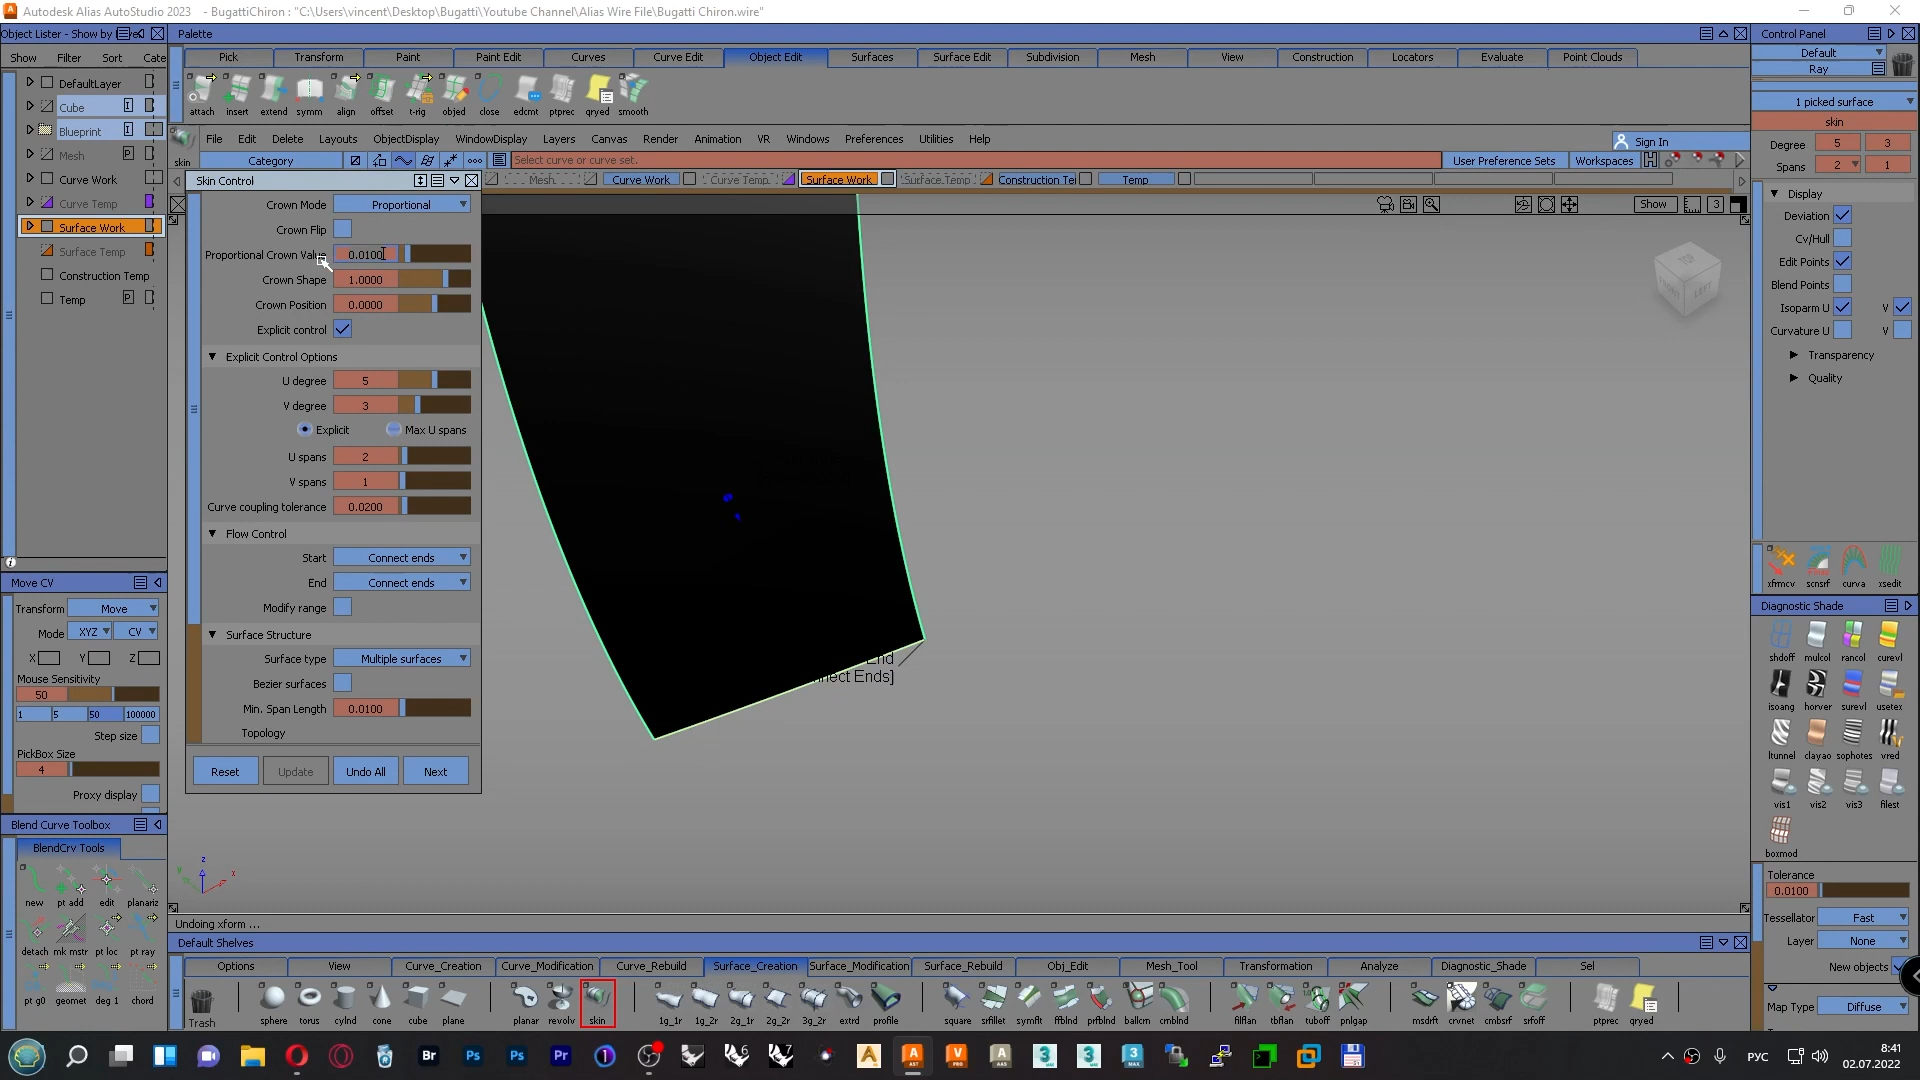 Autodesk Alias AutoStudio 2023 - BugattiChiron : "C:\Users\vincent\Desktop\Bugatti\Youtube Channel\Alias Wire File\Bugatti Chiron.wire"
Object Lister - Show by
Palette
Control Panel
Show Filter Sort Cate
Pick Transform Paint Paint Edit Curves Curve Edit Object Edit Surfaces Surface Edit Subdivision Mesh View Construction Locators Evaluate Point Clouds
Default
Ray
DefaultLayer
Cube I
Blueprint I
Mesh P
Curve Work
Curve Temp
Surface Work
Surface Temp
Construction Temp
Temp P
attach insert extend symm align offset t-rig objed close edcmt ptprec qryed smooth
1 picked surface
skin
Degree 5 3
Spans 2 1
File Edit Delete Layouts ObjectDisplay WindowDisplay Layers Canvas Render Animation VR Windows Preferences Utilities Help
Sign In
skin Category Select curve or curve set. User Preference Sets Workspaces
Mesh Curve Work Curve Temp Surface Work Surface Temp Construction Te Temp
Skin Control
Crown Mode Proportional
Crown Flip
Proportional Crown Value 0.0100
Crown Shape 1.0000
Crown Position 0.0000
Explicit control
Explicit Control Options
U degree 5
V degree 3
Explicit Max U spans
U spans 2
V spans 1
Curve coupling tolerance 0.0200
Flow Control
Start Connect ends
End Connect ends
Modify range
Surface Structure
Surface type Multiple surfaces
Bezier surfaces
Min. Span Length 0.0100
Topology
Reset Update Undo All Next
Show 3
TOP
FRONT LEFT
End
nect Ends]
z
y x
Display
Deviation
Cv/Hull
Edit Points
Blend Points
Isoparm U V
Curvature U V
Transparency
Quality
xfrmcv scnsrf curva xsedit
Diagnostic Shade
shdoff mulcol rancol curevl
isoang horver surevl usetex
ltunnel clayao sophotes vred
vis1 vis2 vis3 filest
boxmod
Tolerance
0.0100
Tessellator Fast
Layer None
New objects
Map Type Diffuse
Move CV
Transform Move
Mode XYZ CV
X Y Z
Mouse Sensitivity
50
1 5 50 100000
Step size
PickBox Size
4
Proxy display
Blend Curve Toolbox
BlendCrv Tools
new pt add edit planariz
detach mk mstr pt loc pt ray
pt g0 geomet deg 1 chord
Undoing xform ...
Default Shelves
Options View Curve_Creation Curve_Modification Curve_Rebuild Surface_Creation Surface_Modification Surface_Rebuild Obj_Edit Mesh_Tool Transformation Analyze Diagnostic_Shade Sel
Trash sphere torus cylnd cone cube plane planar revolv skin 1g_1r 1g_2r 2g_1r 2g_2r 3g_2r extrd profile square srfillet symflt ffblnd prfblnd ballcrn cmblnd filflan tbflan tuboff pnlgap msdrft crvnet cmbsrf srfoff ptprec qryed
Br Ps Ps Pr
РУС
8:41
02.07.2022